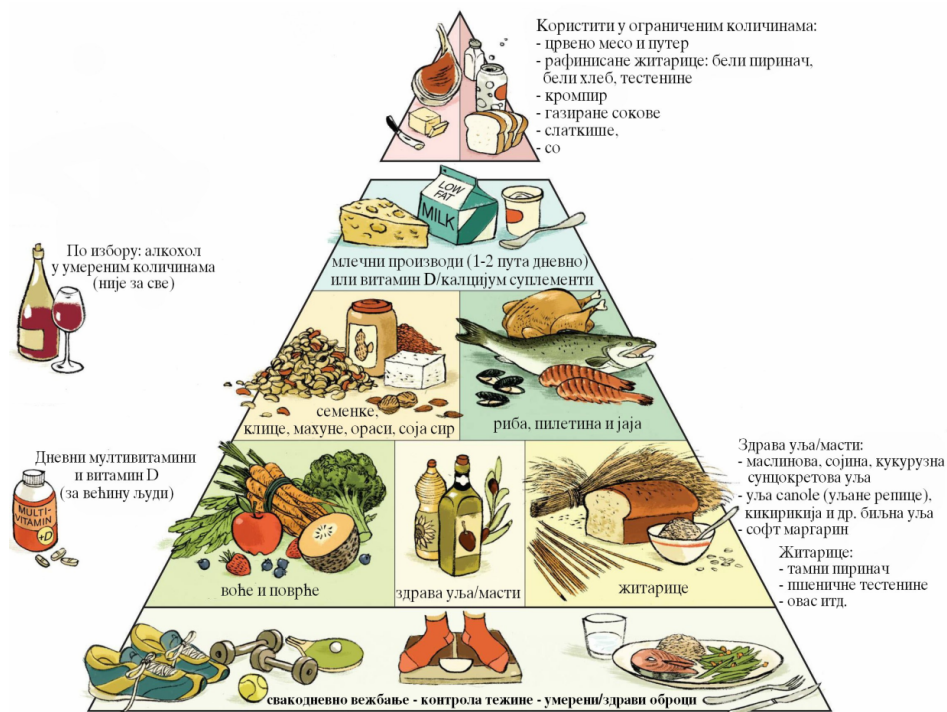 Користити у ограниченим количинама:
- црвено месо и путер
- рафинисане житарице: бели пиринач,
бели хлеб, тестенине
- кромпир
- газиране сокове
- слаткише,
- со
LOW
FAT
MILK
млечни производи (1-2 пута дневно)
или витамин D/калцијум суплементи
По избору: алкохол
у умереним количинама
(није за све)
семенке,
клице, махуне, ораси, соја сир
риба, пилетина и јаја
Дневни мултивитамини
и витамин D
(за већину људи)
MULTI-
VITAMIN
+D
Здрава уља/масти:
- маслинова, сојина, кукурузна
сунцокретова уља
- уља canole (уљане репице),
кикирикија и др. биљна уља
- софт маргарин
Житарице:
- тамни пиринач
- пшеничне тестенине
- овас итд.
воће и поврће
здрава уља/масти
житарице
свакодневно вежбање - контрола тежине - умерени/здрави оброци